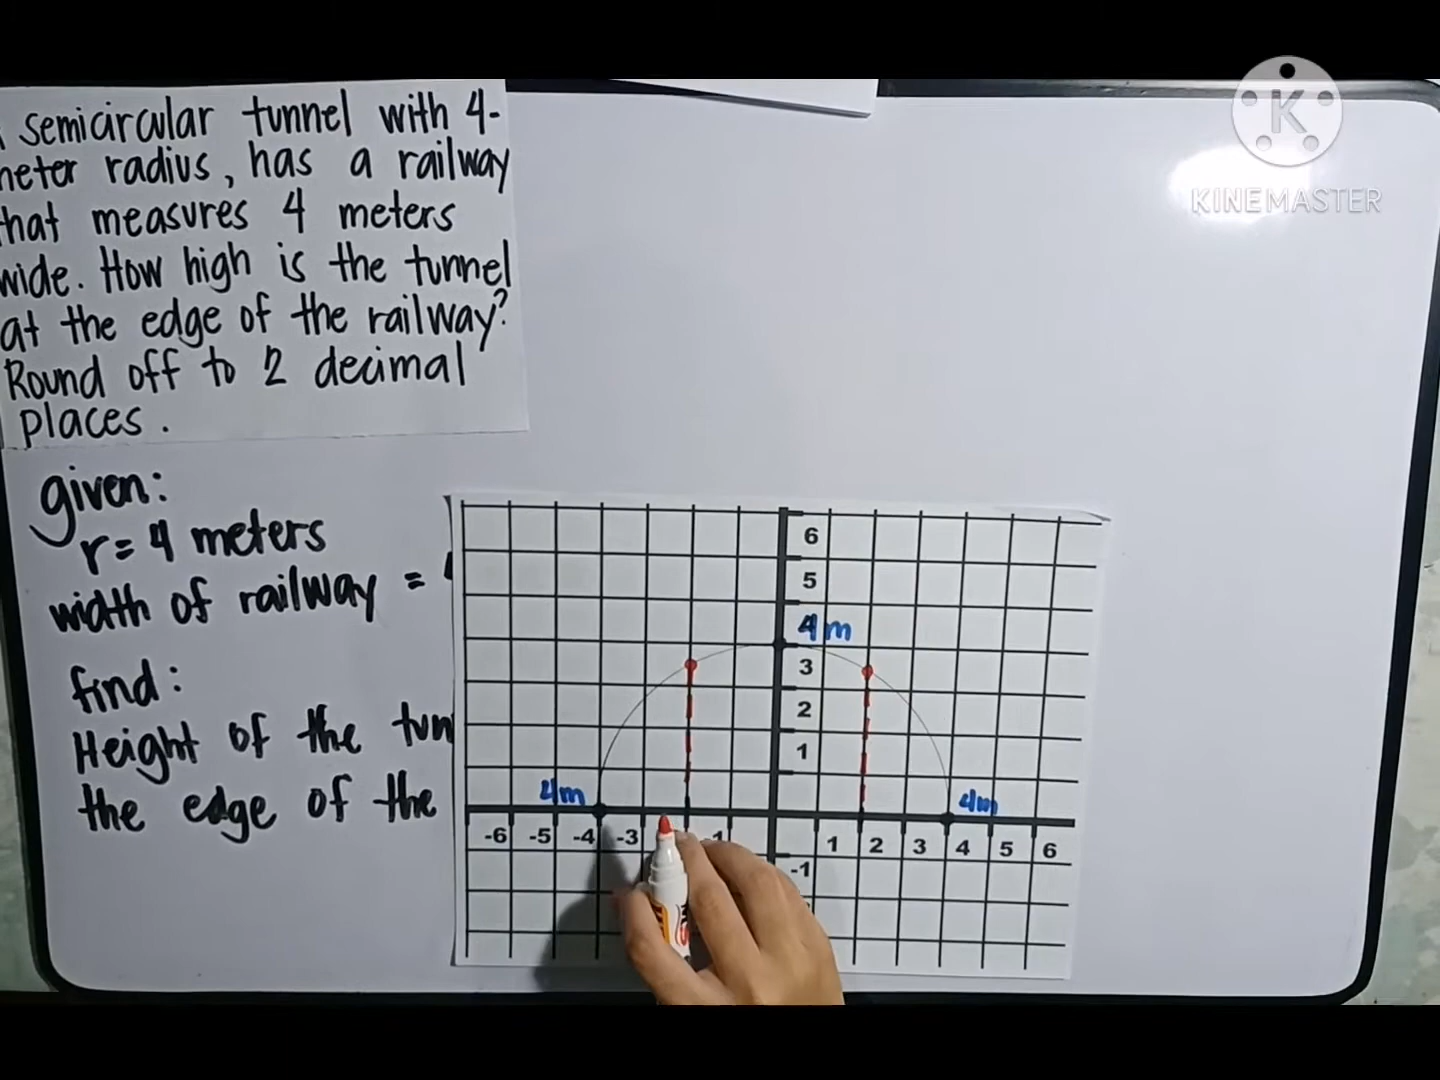 semicircular tunnel with 4-
meter radius, has a railway
that measures 4 meters
wide. How high is the tunnel
at the edge of the railway?
Round off to 2 decimal
places.
given:
r = 4 meters
width of railway =
find:
Height of the tun
the edge of the
6
5
4m
3
2
1
4m
4m
-6 -5 -4 -3 -1 1 2 3 4 5 6
-1
K
KINEMASTER